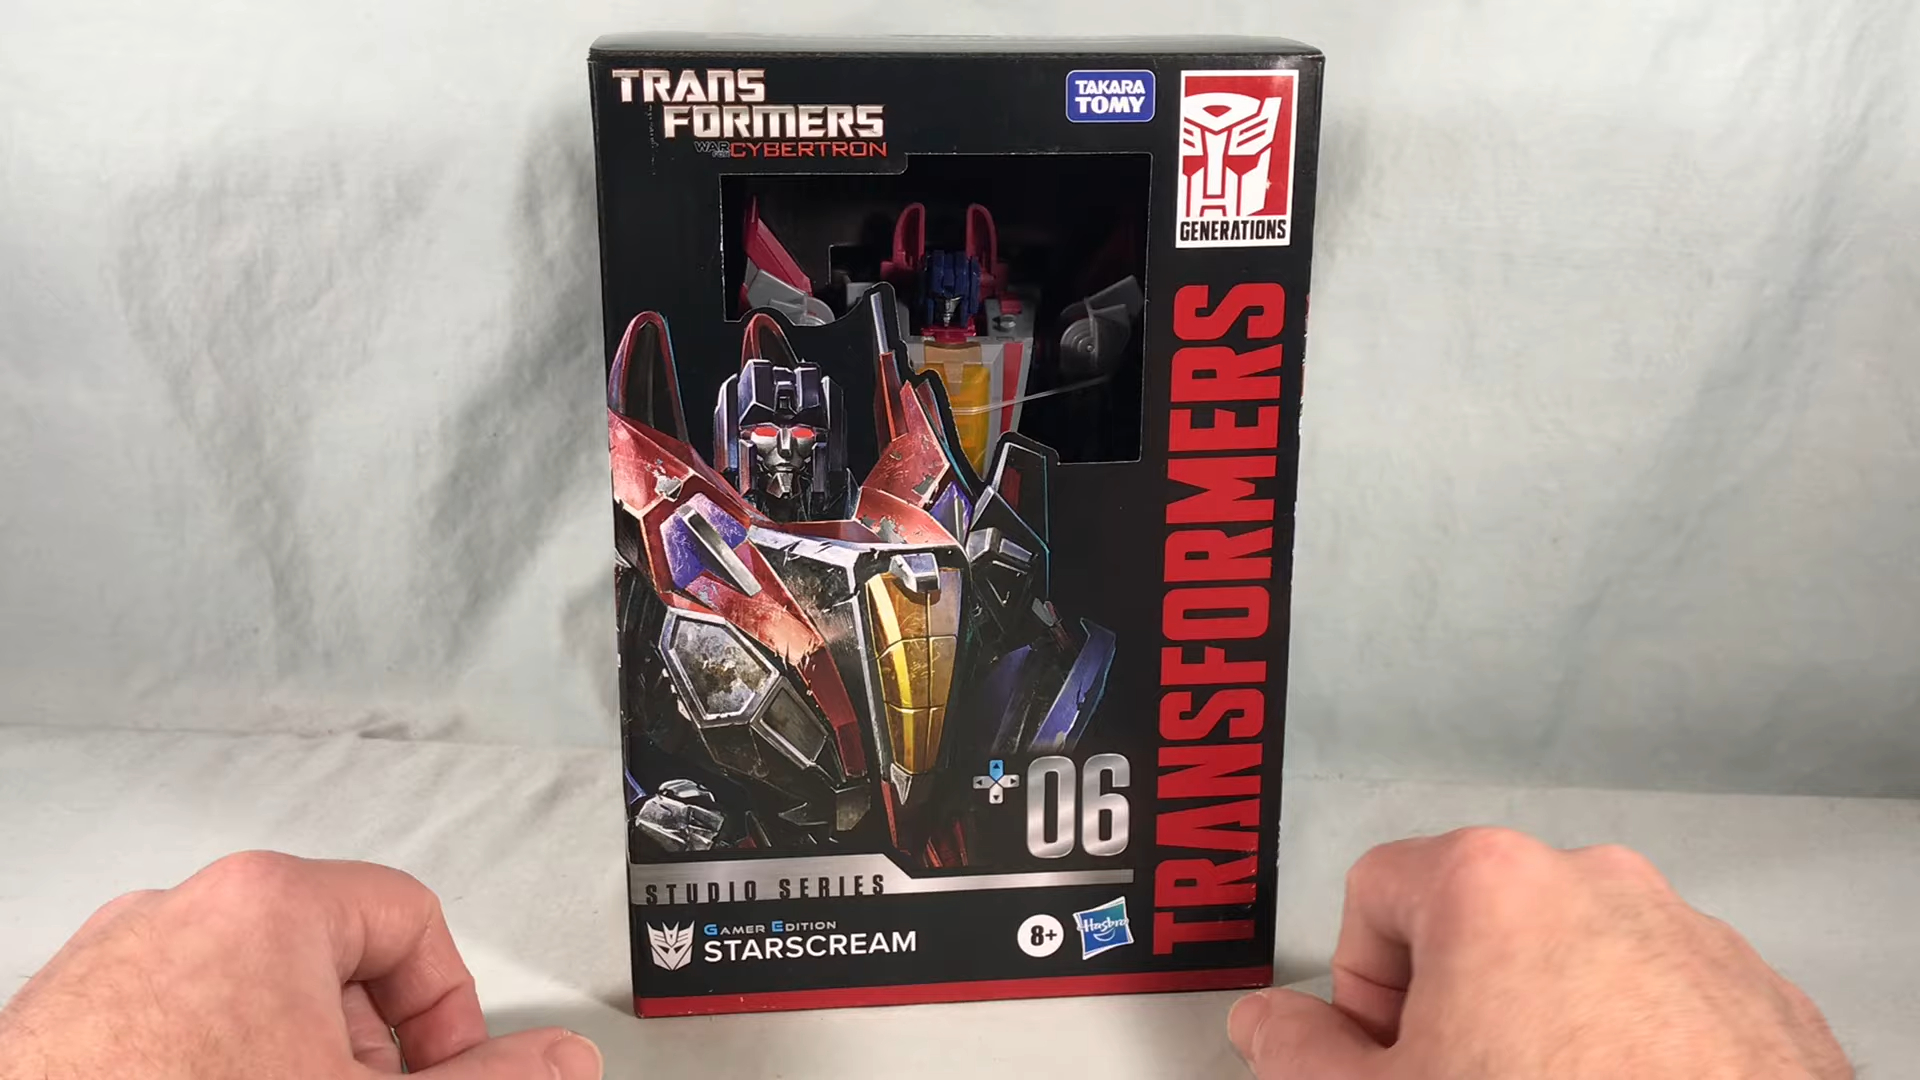 TRANS
FORMERS
WAR FOR CYBERTRON
TAKARA
TOMY
GENERATIONS
TRANSFORMERS
06
STUDIO SERIES
GAMER EDITION
STARSCREAM
8+
Hasbro